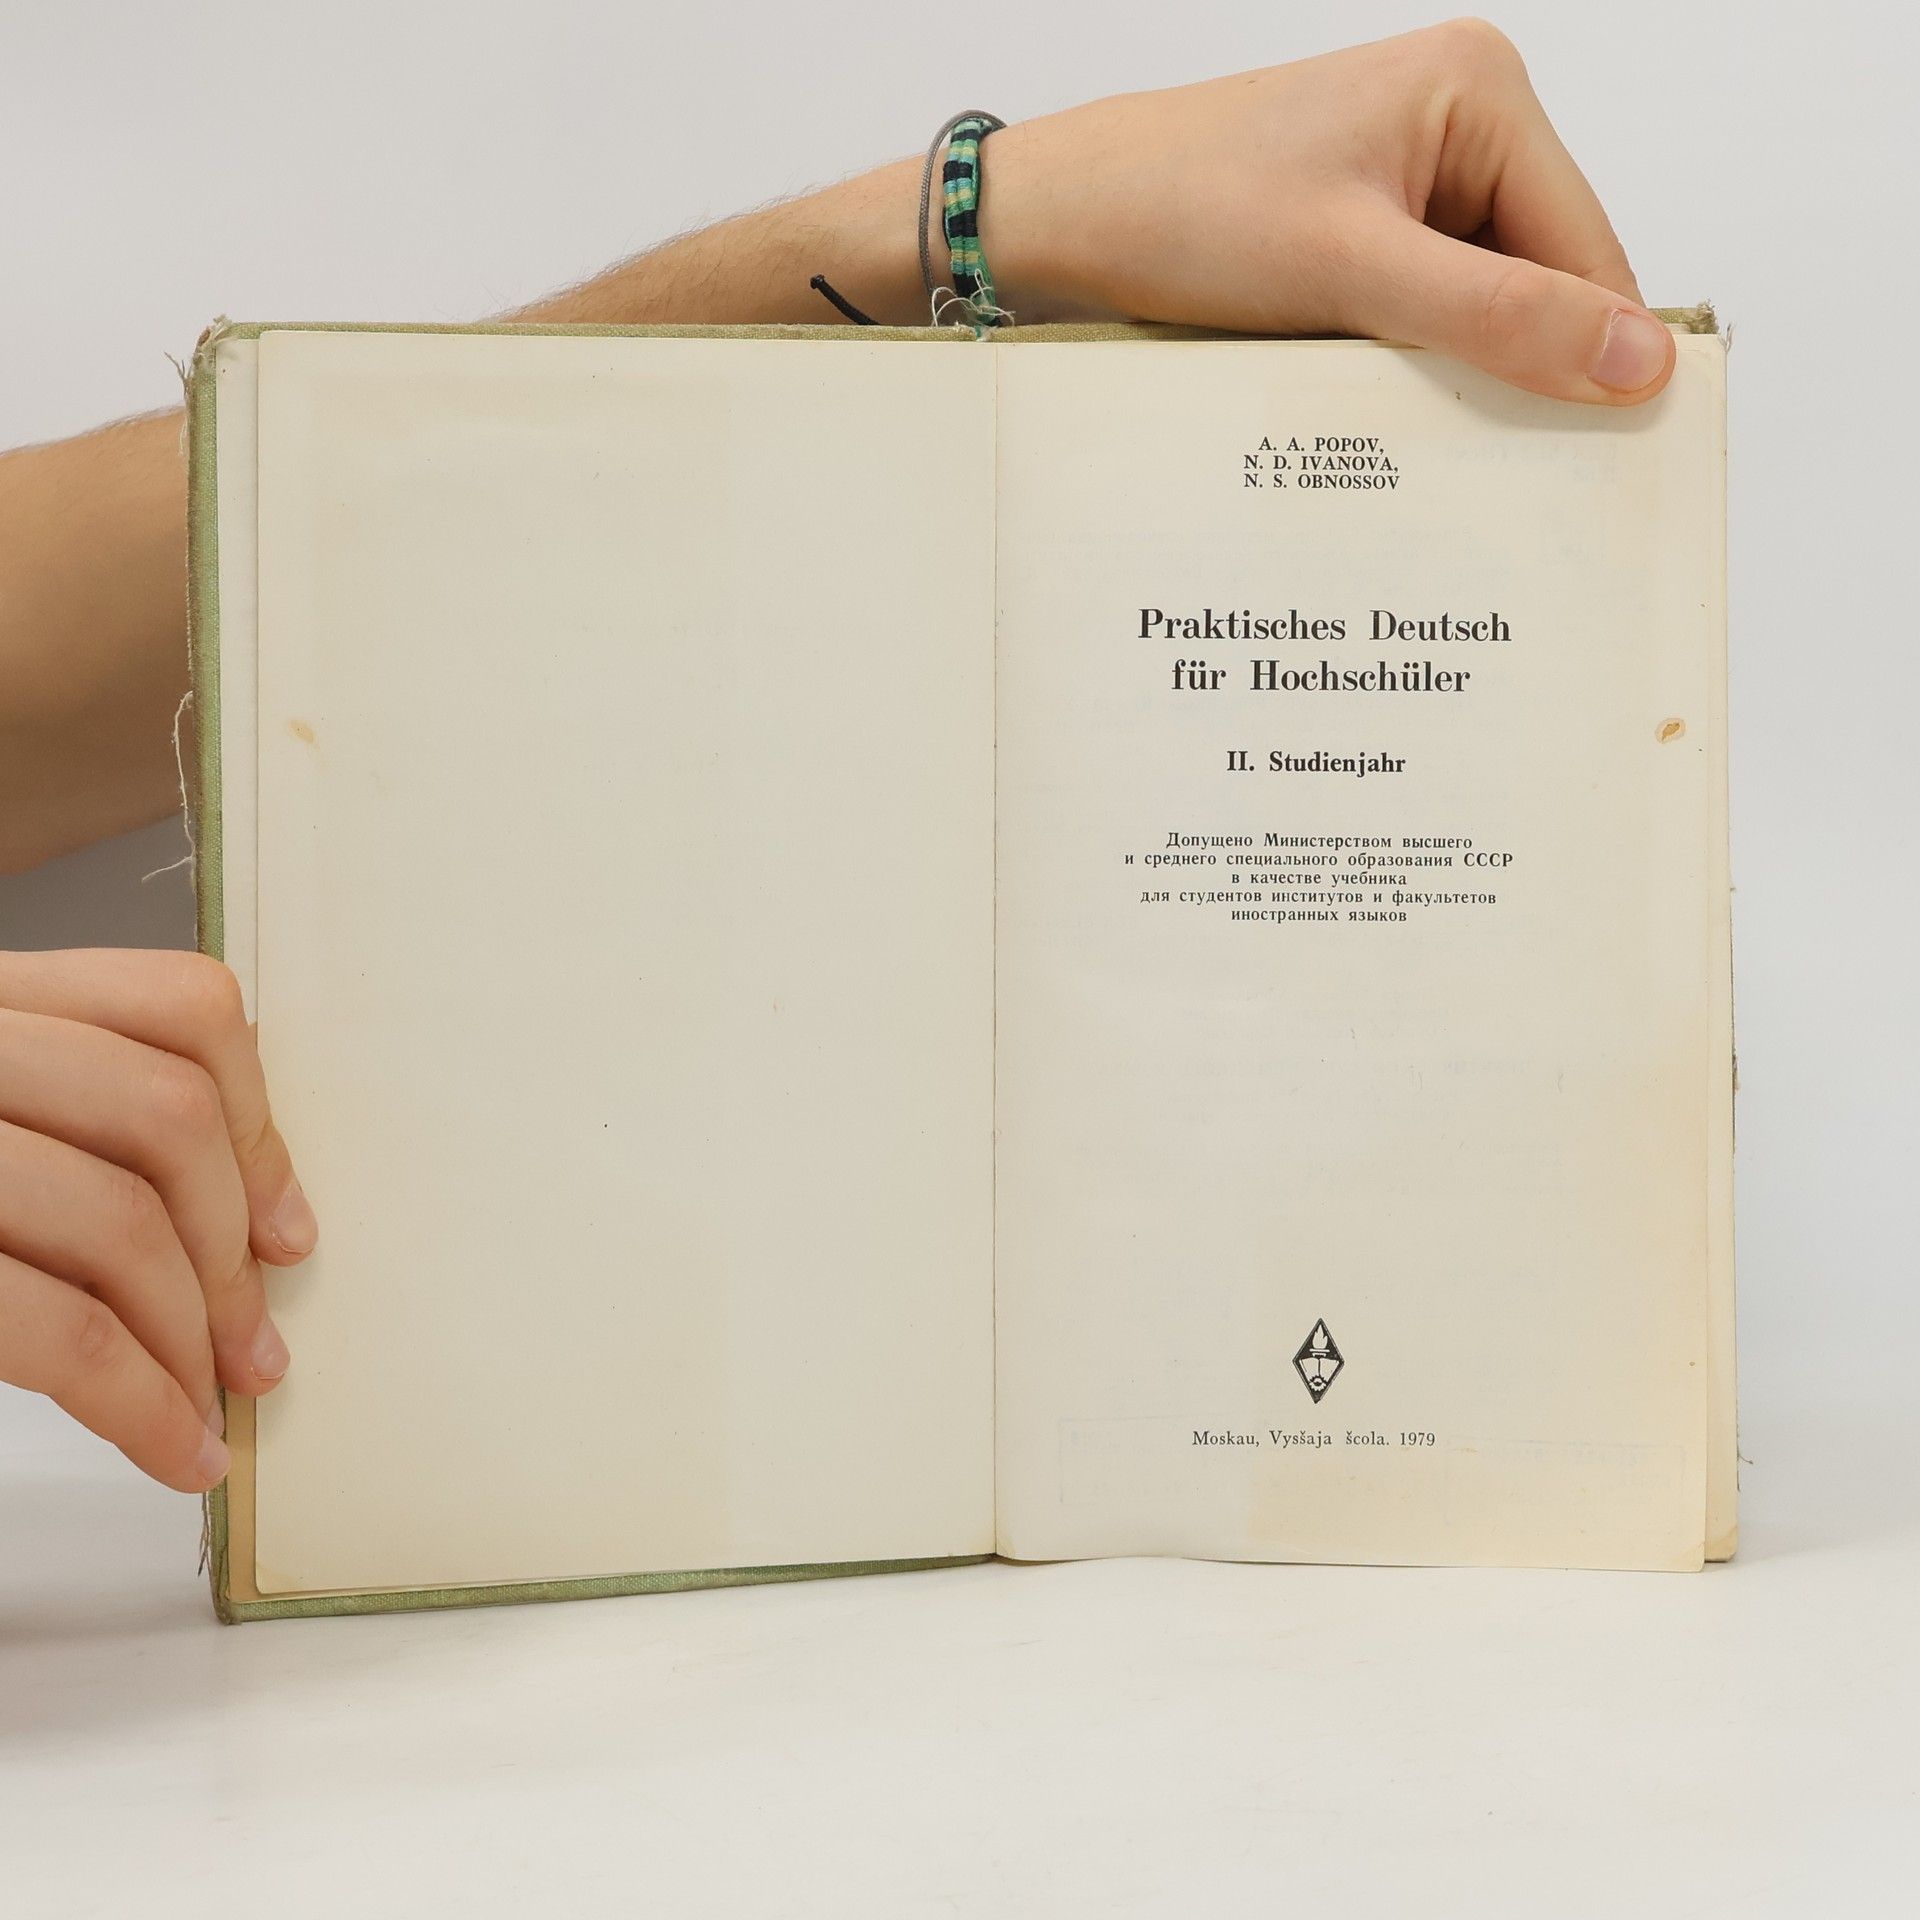 A. A. POPOV,
N. D. IVANOVA,
N. S. OBNOSSOV
Praktisches Deutsch
für Hochschüler
II. Studienjahr
Допущено Министерством высшего
и среднего специального образования СССР
в качестве учебника
для студентов институтов и факультетов
иностранных языков
Moskau, Vysšaja šcola. 1979